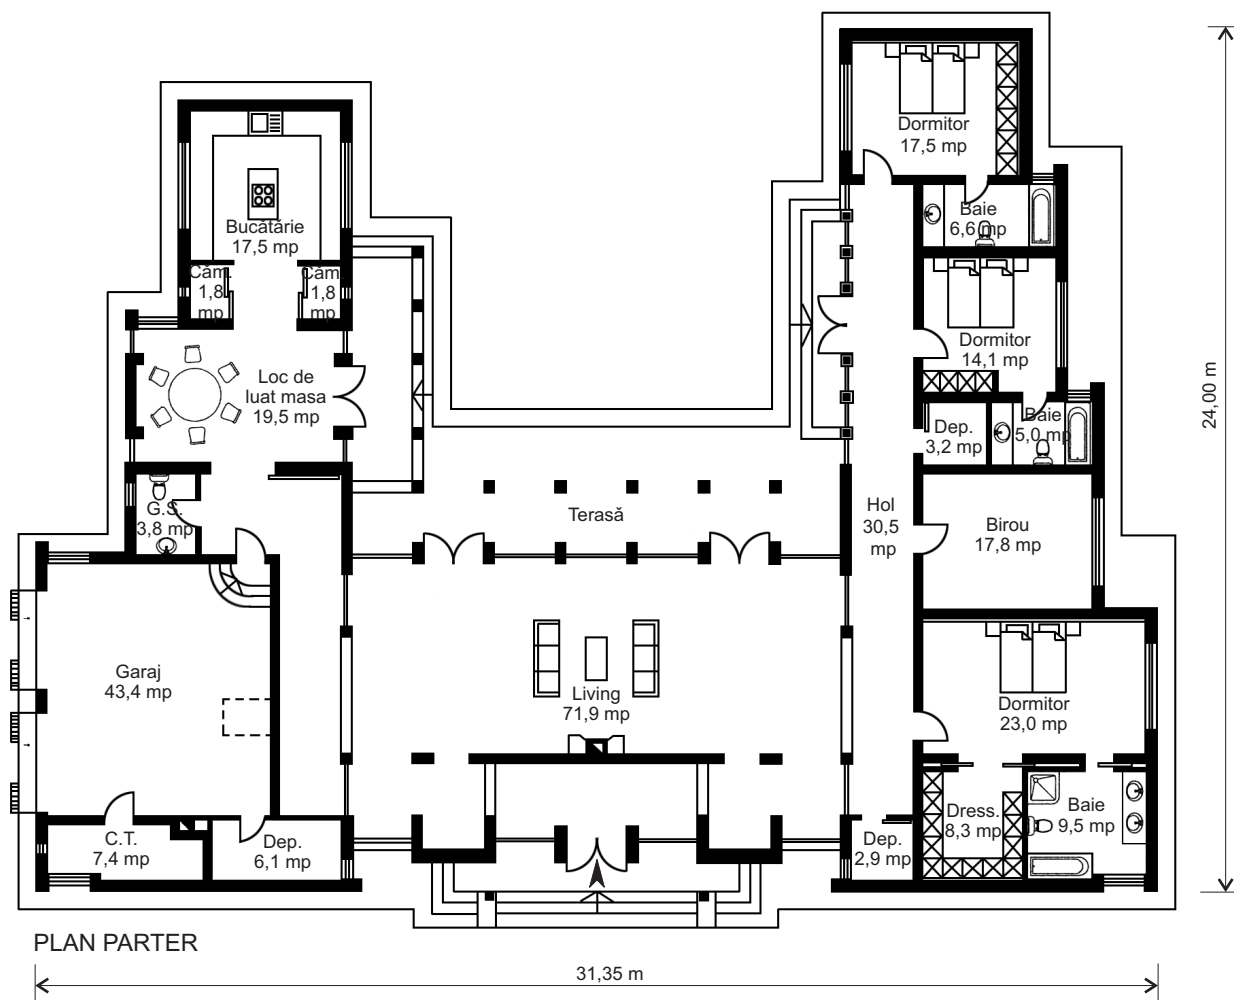 Dormitor
17,5 mp
Baie
6,6 mp
Bucătărie
17,5 mp
Căm.
1,8
mp
Căm.
1,8
mp
Dormitor
14,1 mp
Loc de
luat masa
19,5 mp
24,00 m
Dep.
3,2 mp
Baie
5,0 mp
G.S.
3,8 mp
Terasă
Hol
30,5
mp
Birou
17,8 mp
Garaj
43,4 mp
Living
71,9 mp
Dormitor
23,0 mp
C.T.
7,4 mp
Dep.
6,1 mp
Dep.
2,9 mp
Dress.
8,3 mp
Baie
9,5 mp
PLAN PARTER
31,35 m